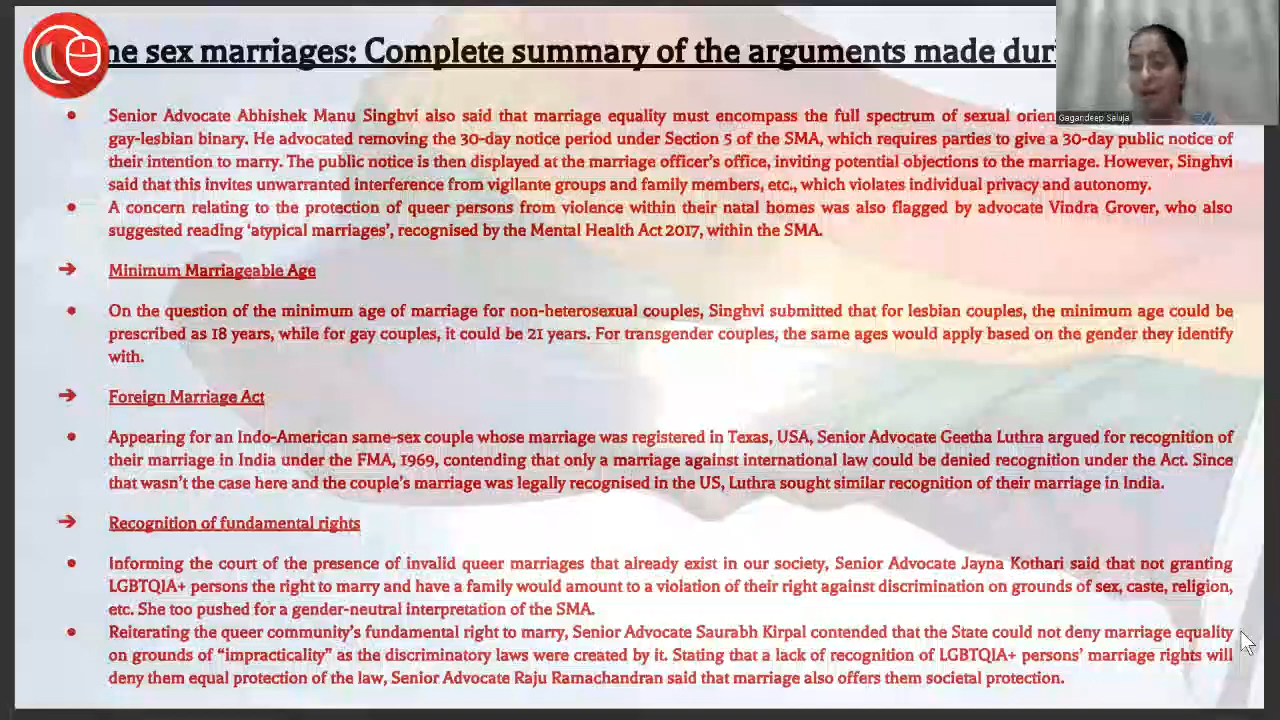 ne sex marriages: Complete summary of the arguments made duri
Gagandeep Saluja
• Senior Advocate Abhishek Manu Singhvi also said that marriage equality must encompass the full spectrum of sexual orien
gay-lesbian binary. He advocated removing the 30-day notice period under Section 5 of the SMA, which requires parties to give a 30-day public notice of
their intention to marry. The public notice is then displayed at the marriage officer's office, inviting potential objections to the marriage. However, Singhvi
said that this invites unwarranted interference from vigilante groups and family members, etc., which violates individual privacy and autonomy.
• A concern relating to the protection of queer persons from violence within their natal homes was also flagged by advocate Vindra Grover, who also
suggested reading ‘atypical marriages’, recognised by the Mental Health Act 2017, within the SMA.
➔ Minimum Marriageable Age
• On the question of the minimum age of marriage for non-heterosexual couples, Singhvi submitted that for lesbian couples, the minimum age could be
prescribed as 18 years, while for gay couples, it could be 21 years. For transgender couples, the same ages would apply based on the gender they identify
with.
➔ Foreign Marriage Act
• Appearing for an Indo-American same-sex couple whose marriage was registered in Texas, USA, Senior Advocate Geetha Luthra argued for recognition of
their marriage in India under the FMA, 1969, contending that only a marriage against international law could be denied recognition under the Act. Since
that wasn't the case here and the couple's marriage was legally recognised in the US, Luthra sought similar recognition of their marriage in India.
➔ Recognition of fundamental rights
• Informing the court of the presence of invalid queer marriages that already exist in our society, Senior Advocate Jayna Kothari said that not granting
LGBTQIA+ persons the right to marry and have a family would amount to a violation of their right against discrimination on grounds of sex, caste, religion,
etc. She too pushed for a gender-neutral interpretation of the SMA.
• Reiterating the queer community's fundamental right to marry, Senior Advocate Saurabh Kirpal contended that the State could not deny marriage equality
on grounds of “impracticality” as the discriminatory laws were created by it. Stating that a lack of recognition of LGBTQIA+ persons’ marriage rights will
deny them equal protection of the law, Senior Advocate Raju Ramachandran said that marriage also offers them societal protection.